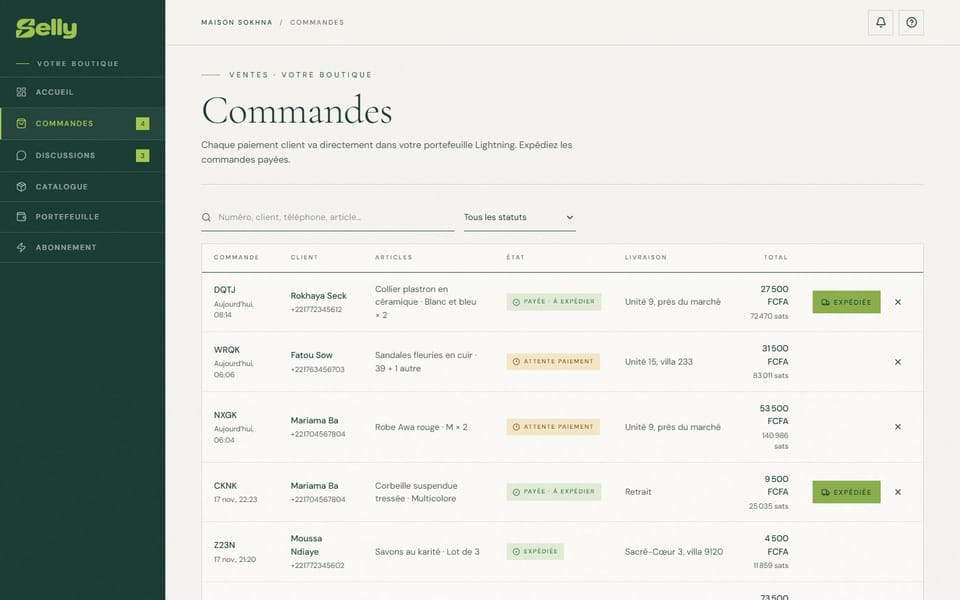 Selly
VOTRE BOUTIQUE
ACCUEIL
COMMANDES 4
DISCUSSIONS 3
CATALOGUE
PORTEFEUILLE
ABONNEMENT
MAISON SOKHNA / COMMANDES
VENTES · VOTRE BOUTIQUE
Commandes
Chaque paiement client va directement dans votre portefeuille Lightning. Expédiez les
commandes payées.
Numéro, client, téléphone, article…
Tous les statuts
COMMANDE CLIENT ARTICLES ÉTAT LIVRAISON TOTAL
DQTJ
Aujourd'hui,
08:14
Rokhaya Seck
+221772345612
Collier plastron en
céramique · Blanc et bleu
× 2
PAYÉE · À EXPÉDIER
Unité 9, près du marché
27 500
FCFA
72 470 sats
EXPÉDIÉE
WRQK
Aujourd'hui,
06:06
Fatou Sow
+221763456703
Sandales fleuries en cuir ·
39 + 1 autre
ATTENTE PAIEMENT
Unité 15, villa 233
31 500
FCFA
83 011 sats
NXGK
Aujourd'hui,
06:04
Mariama Ba
+221704567804
Robe Awa rouge · M × 2
ATTENTE PAIEMENT
Unité 9, près du marché
53 500
FCFA
140 986
sats
CKNK
17 nov., 22:23
Mariama Ba
+221704567804
Corbeille suspendue
tressée · Multicolore
PAYÉE · À EXPÉDIER
Retrait
9 500
FCFA
25 035 sats
EXPÉDIÉE
Z23N
17 nov., 21:20
Moussa
Ndiaye
+221772345602
Savons au karité · Lot de 3
EXPÉDIÉE
Sacré-Cœur 3, villa 9120
4 500
FCFA
11 859 sats
73 500